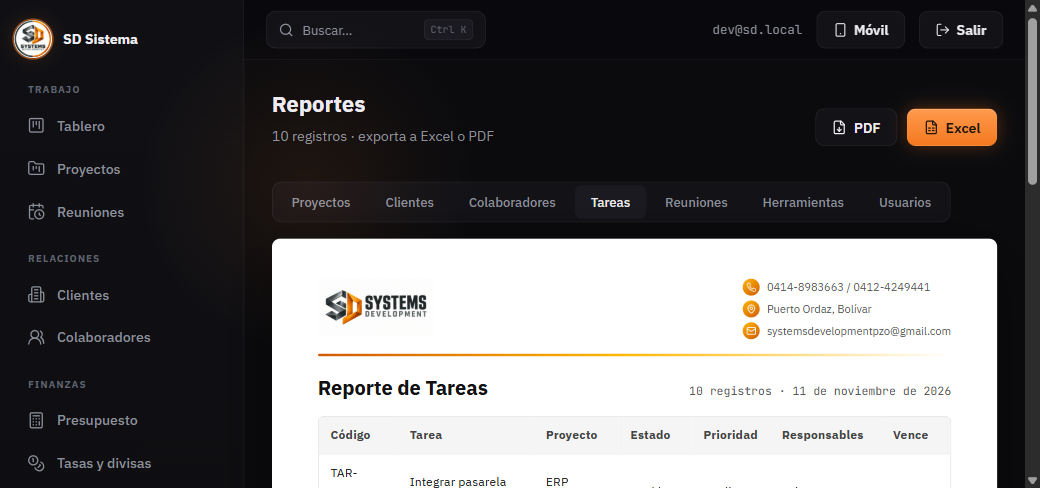 SD Sistema
Buscar...
Ctrl K
dev@sd.local
Móvil
Salir
TRABAJO
Tablero
Proyectos
Reuniones
RELACIONES
Clientes
Colaboradores
FINANZAS
Presupuesto
Tasas y divisas
Reportes
10 registros · exporta a Excel o PDF
PDF
Excel
Proyectos Clientes Colaboradores Tareas Reuniones Herramientas Usuarios
SD SYSTEMS
DEVELOPMENT
0414-8983663 / 0412-4249441
Puerto Ordaz, Bolívar
systemsdevelopmentpzo@gmail.com
Reporte de Tareas
10 registros · 11 de noviembre de 2026
Código Tarea Proyecto Estado Prioridad Responsables Vence
TAR-
Integrar pasarela ERP